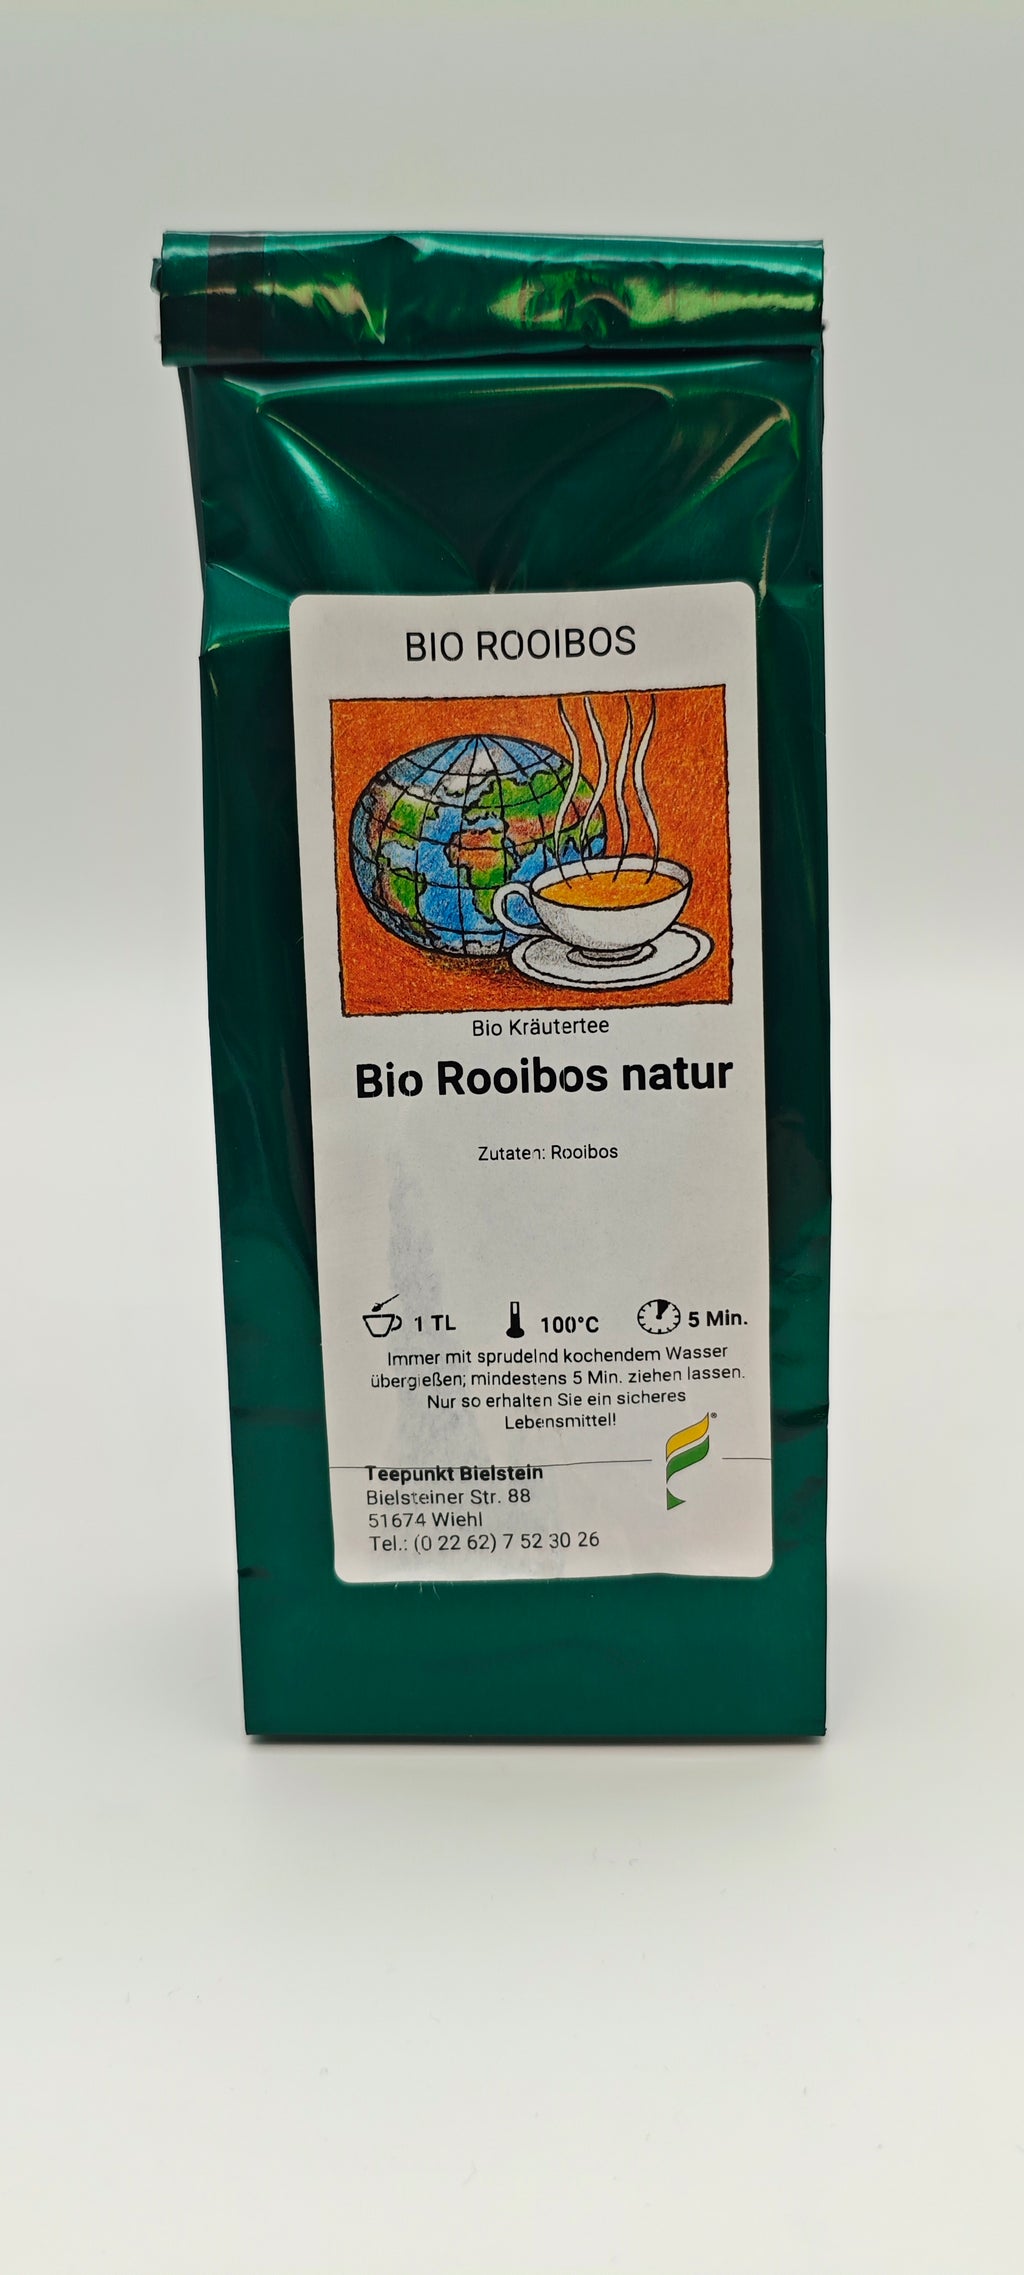 BIO ROOIBOS
Bio Kräutertee
Bio Rooibos natur
Zutaten: Rooibos
1 TL 100°C 5 Min.
Immer mit sprudelnd kochendem Wasser
übergießen; mindestens 5 Min. ziehen lassen.
Nur so erhalten Sie ein sicheres
Lebensmittel!
®
Teepunkt Bielstein
Bielsteiner Str. 88
51674 Wiehl
Tel.: (0 22 62) 7 52 30 26